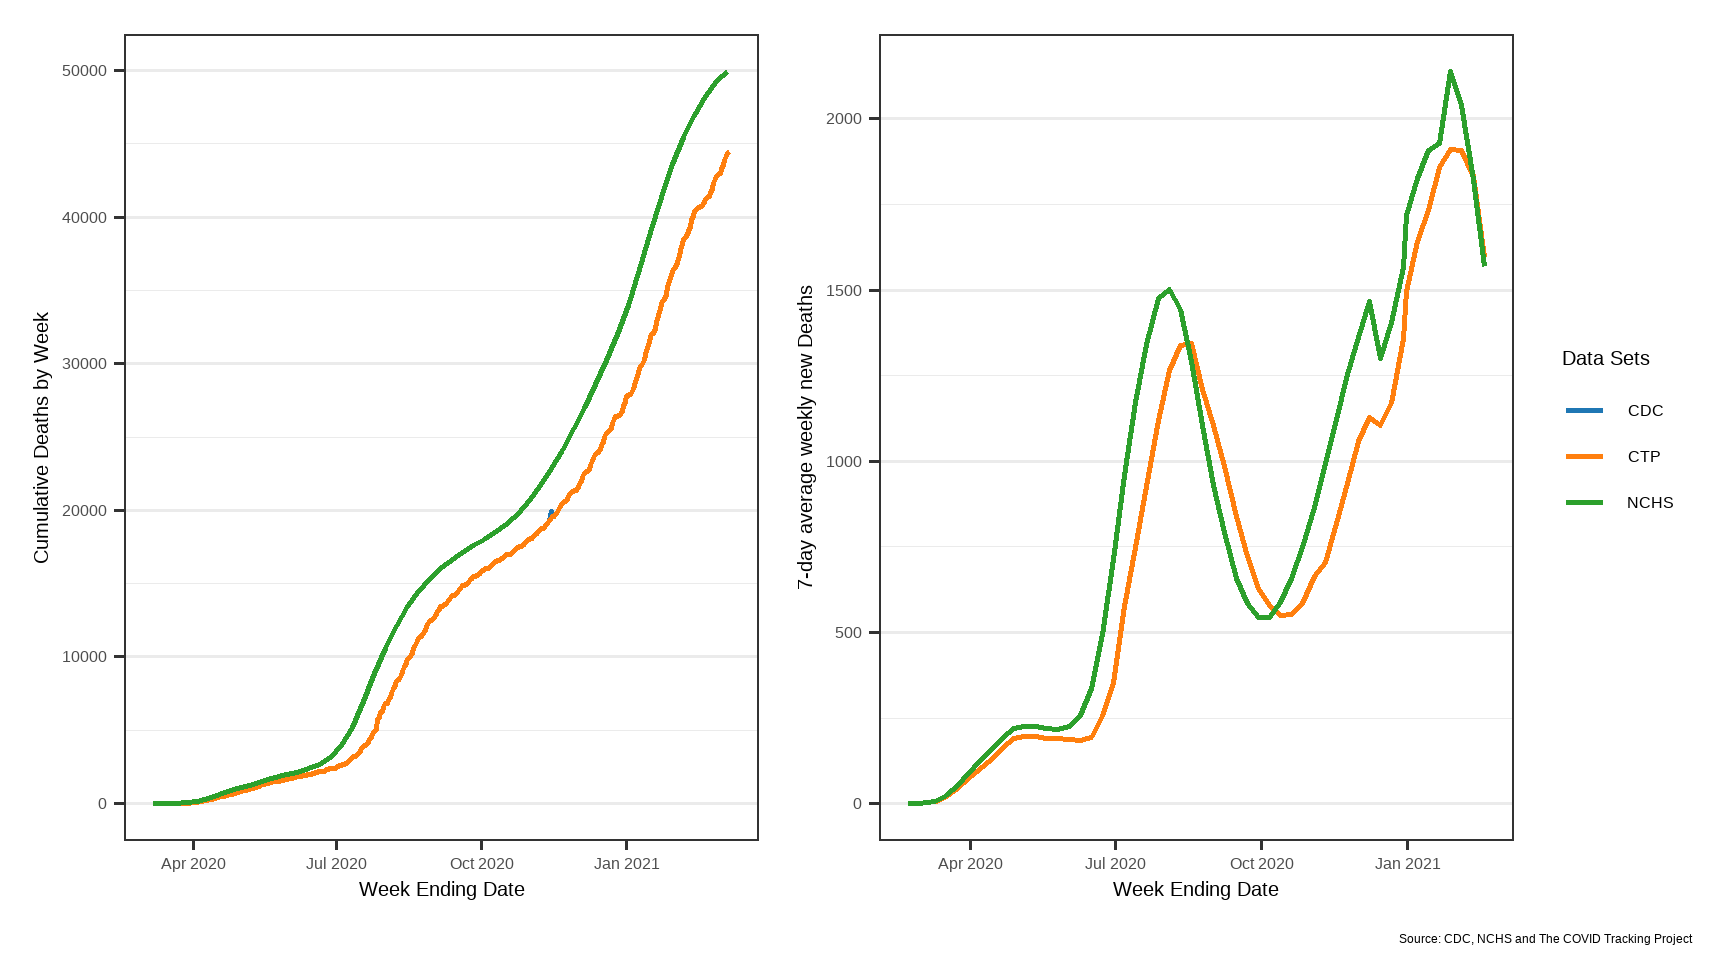 50000
40000
30000
20000
10000
0
Cumulative Deaths by Week
Apr 2020
Jul 2020
Oct 2020
Jan 2021
Week Ending Date
2000
1500
1000
500
0
7-day average weekly new Deaths
Apr 2020
Jul 2020
Oct 2020
Jan 2021
Week Ending Date
Data Sets
CDC
CTP
NCHS
Source: CDC, NCHS and The COVID Tracking Project